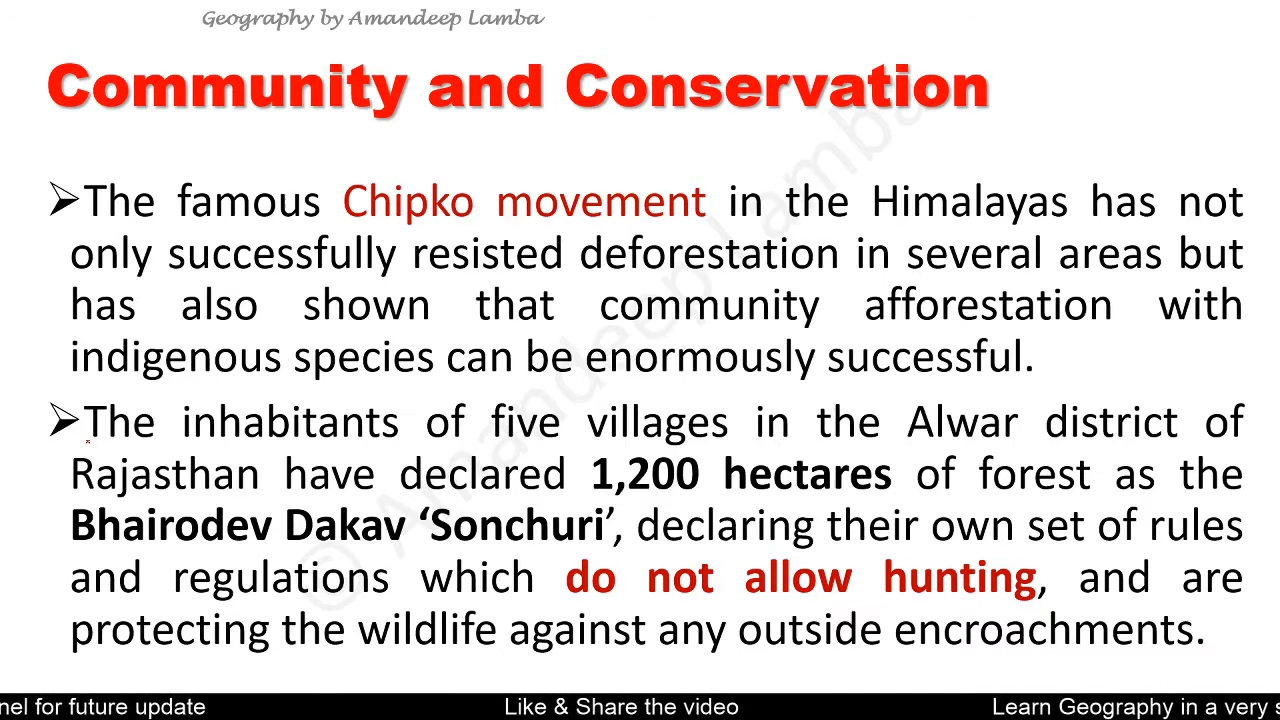 Geography by Amandeep Lamba
Community and Conservation
➢The famous Chipko movement in the Himalayas has not
only successfully resisted deforestation in several areas but
has also shown that community afforestation with
indigenous species can be enormously successful.
➢The inhabitants of five villages in the Alwar district of
Rajasthan have declared 1,200 hectares of forest as the
Bhairodev Dakav ‘Sonchuri’, declaring their own set of rules
and regulations which do not allow hunting, and are
protecting the wildlife against any outside encroachments.
© Amandeep Lamba
nel for future update Like & Share the video Learn Geography in a very s